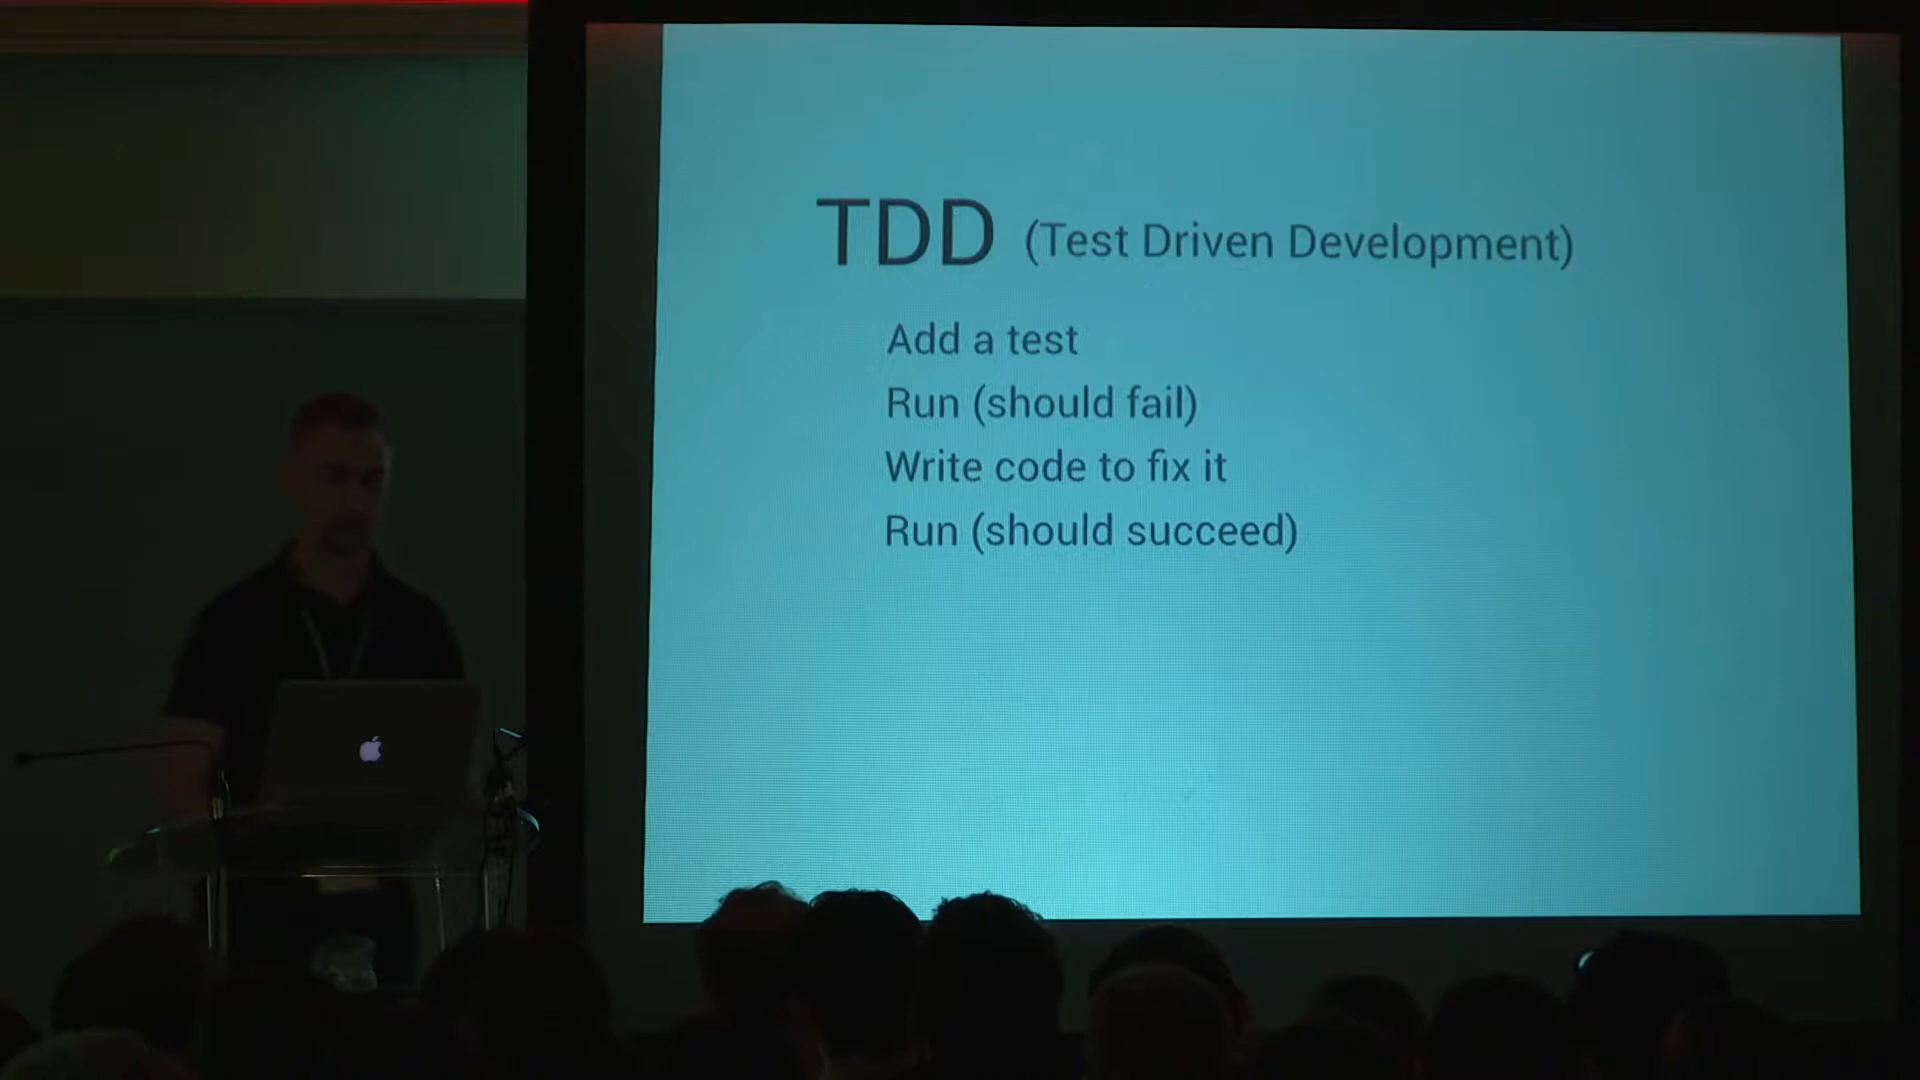 TDD (Test Driven Development)
Add a test
Run (should fail)
Write code to fix it
Run (should succeed)